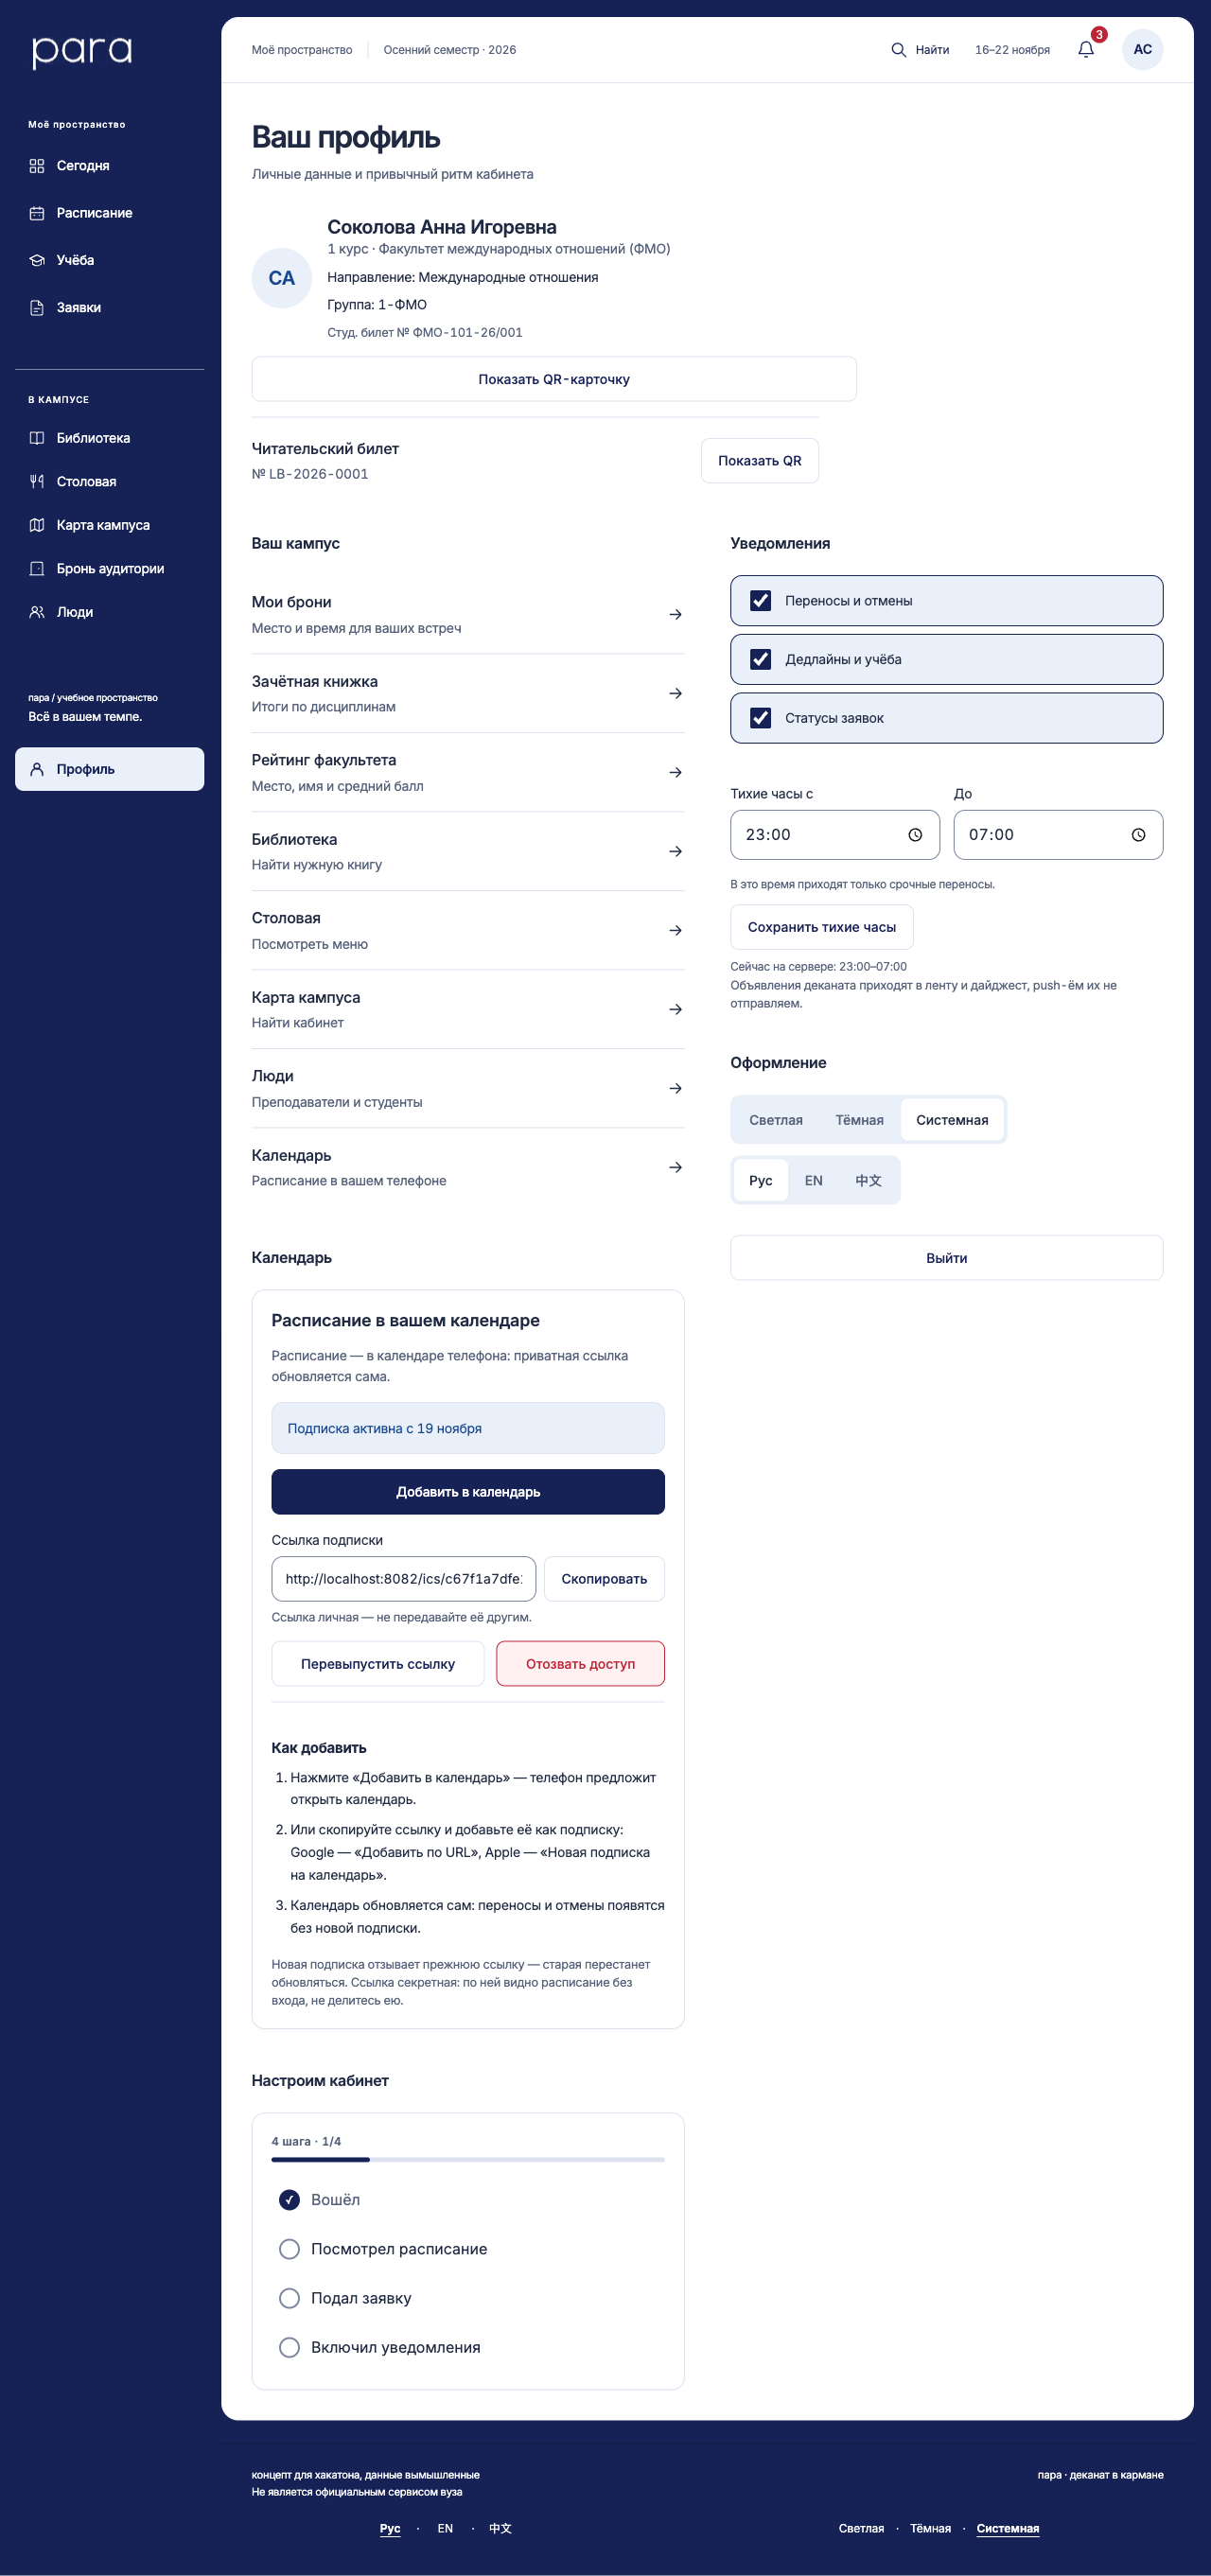 para
Моё пространство
Сегодня
Расписание
Учёба
Заявки
В КАМПУСЕ
Библиотека
Столовая
Карта кампуса
Бронь аудитории
Люди
пара / учебное пространство
Всё в вашем темпе.
Профиль
Моё пространство
Осенний семестр · 2026
Найти
16–22 ноября
3
АС
Ваш профиль
Личные данные и привычный ритм кабинета
СА
Соколова Анна Игоревна
1 курс · Факультет международных отношений (ФМО)
Направление: Международные отношения
Группа: 1-ФМО
Студ. билет № ФМО-101-26/001
Показать QR-карточку
Читательский билет
№ LB-2026-0001
Показать QR
Ваш кампус
Мои брони
Место и время для ваших встреч
Зачётная книжка
Итоги по дисциплинам
Рейтинг факультета
Место, имя и средний балл
Библиотека
Найти нужную книгу
Столовая
Посмотреть меню
Карта кампуса
Найти кабинет
Люди
Преподаватели и студенты
Календарь
Расписание в вашем телефоне
Календарь
Расписание в вашем календаре
Расписание — в календаре телефона: приватная ссылка
обновляется сама.
Подписка активна с 19 ноября
Добавить в календарь
Ссылка подписки
http://localhost:8082/ics/c67f1a7dfe
Скопировать
Ссылка личная — не передавайте её другим.
Перевыпустить ссылку
Отозвать доступ
Как добавить
1. Нажмите «Добавить в календарь» — телефон предложит
открыть календарь.
2. Или скопируйте ссылку и добавьте её как подписку:
Google — «Добавить по URL», Apple — «Новая подписка
на календарь».
3. Календарь обновляется сам: переносы и отмены появятся
без новой подписки.
Новая подписка отзывает прежнюю ссылку — старая перестанет
обновляться. Ссылка секретная: по ней видно расписание без
входа, не делитесь ею.
Настроим кабинет
4 шага · 1/4
Вошёл
Посмотрел расписание
Подал заявку
Включил уведомления
Уведомления
Переносы и отмены
Дедлайны и учёба
Статусы заявок
Тихие часы с
До
23:00
07:00
В это время приходят только срочные переносы.
Сохранить тихие часы
Сейчас на сервере: 23:00–07:00
Объявления деканата приходят в ленту и дайджест, push-ём их не
отправляем.
Оформление
Светлая
Тёмная
Системная
Рус
EN
中文
Выйти
концепт для хакатона, данные вымышленные
Не является официальным сервисом вуза
пара · деканат в кармане
Рус · EN · 中文
Светлая · Тёмная · Системная